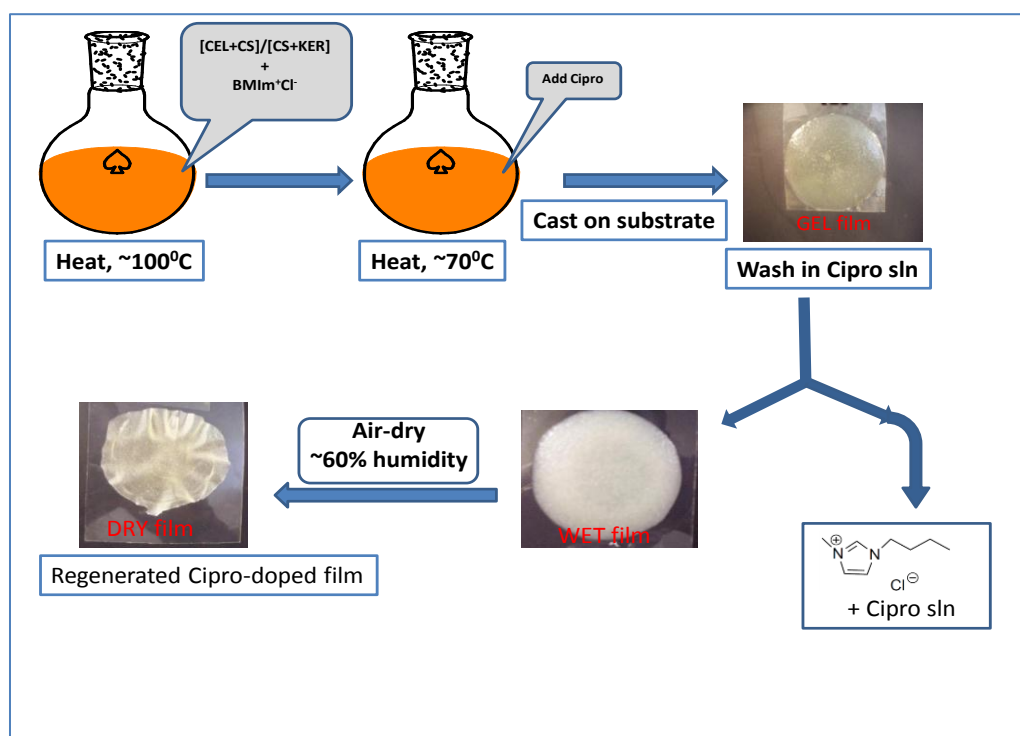 [CEL+CS]/[CS+KER]
+
BMIm⁺Cl⁻
Add Cipro
Heat, ~100⁰C
Heat, ~70⁰C
Cast on substrate
GEL film
Wash in Cipro sln
Air-dry
~60% humidity
DRY film
WET film
Regenerated Cipro-doped film
N
⊕
N
Cl⊖
+ Cipro sln